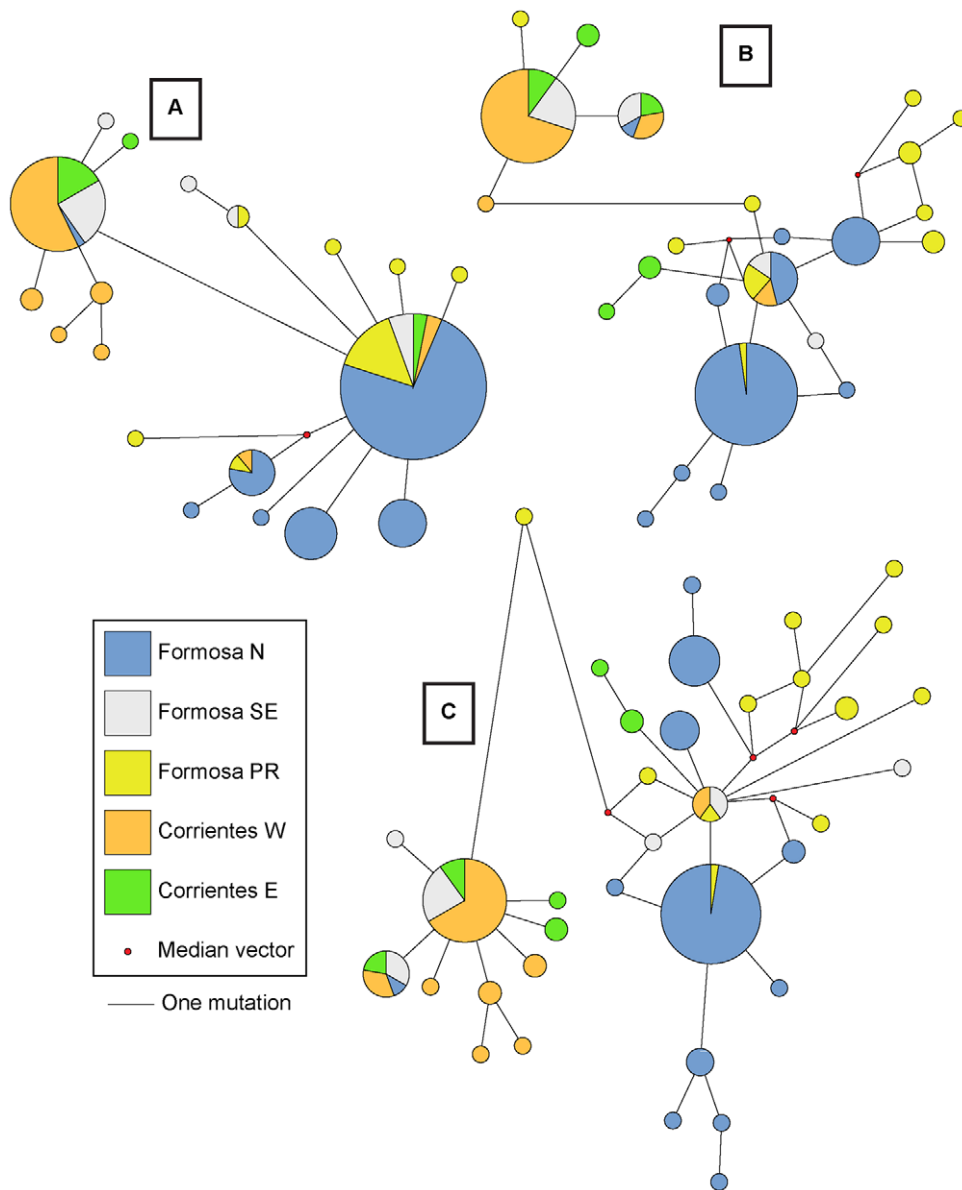 A
B
C
Formosa N
Formosa SE
Formosa PR
Corrientes W
Corrientes E
Median vector
One mutation